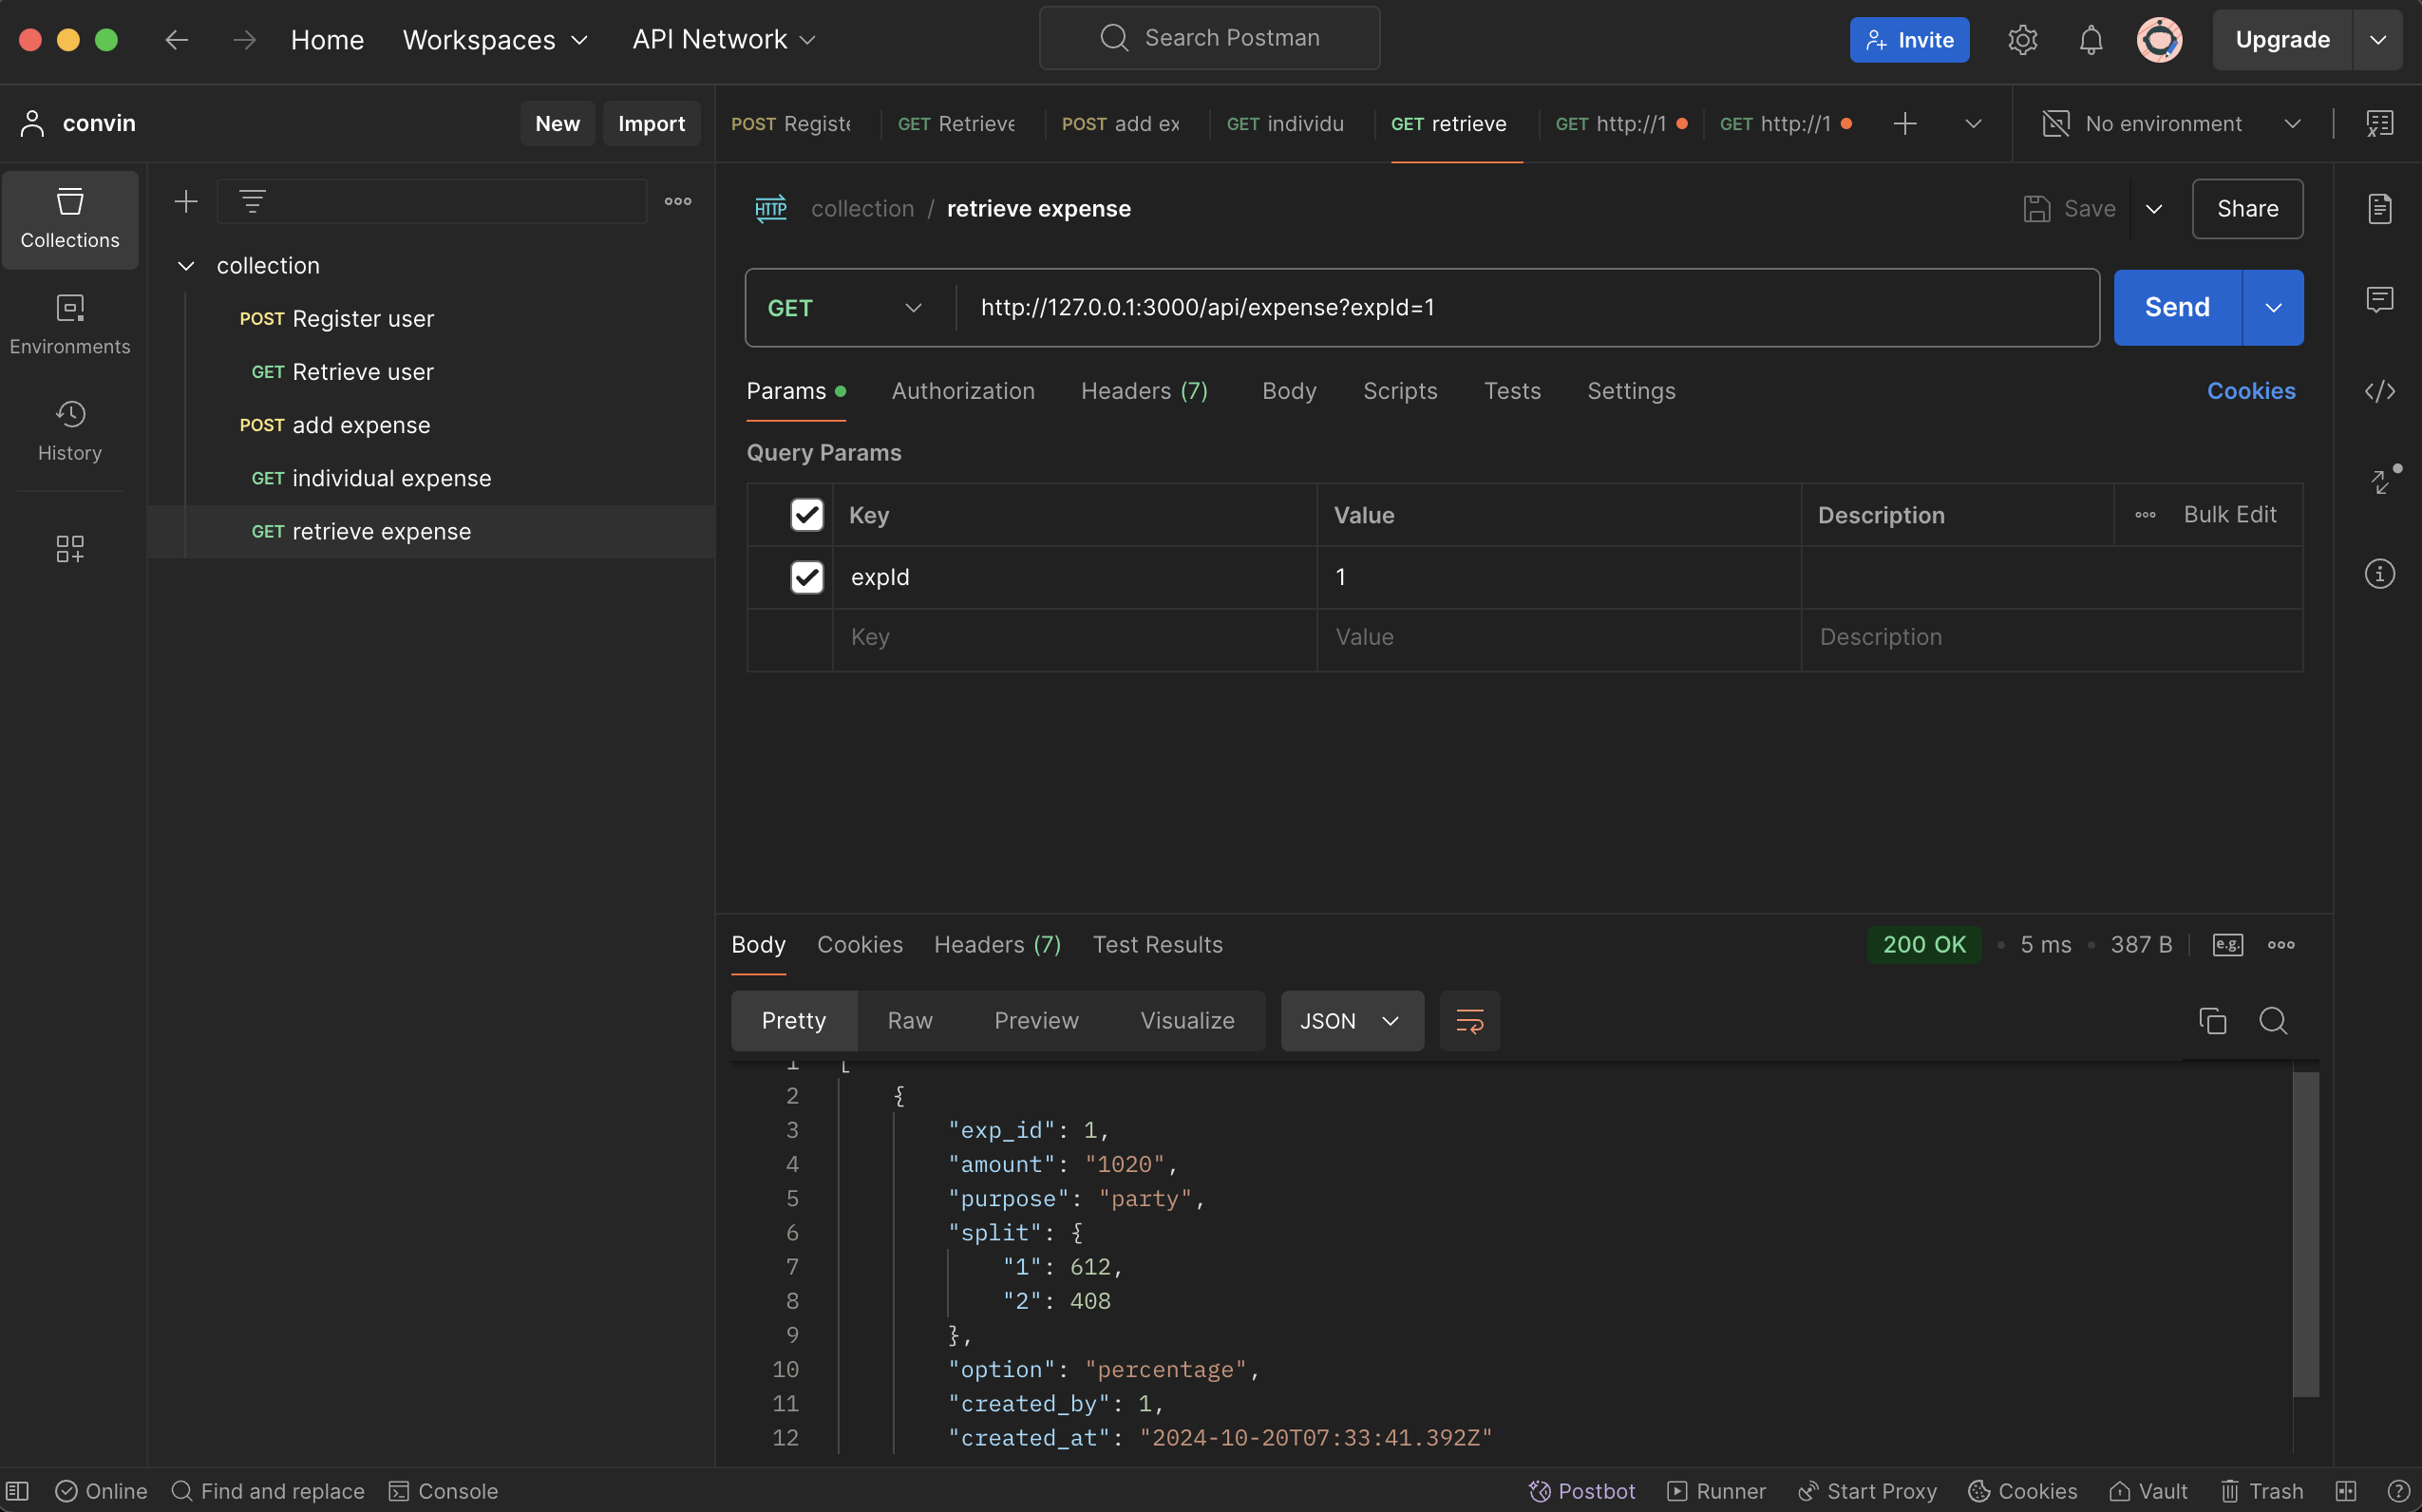 Home Workspaces API Network Search Postman Invite Upgrade
convin New Import
POST Registe GET Retrieve POST add ex GET individu GET retrieve GET http://1 GET http://1 No environment
Collections
Environments
History
collection
POST Register user
GET Retrieve user
POST add expense
GET individual expense
GET retrieve expense
HTTP collection / retrieve expense Save Share
GET http://127.0.0.1:3000/api/expense?expId=1 Send
Params Authorization Headers (7) Body Scripts Tests Settings Cookies
Query Params
Key Value Description Bulk Edit
expId 1
Key Value Description
Body Cookies Headers (7) Test Results 200 OK 5 ms 387 B e.g.
Pretty Raw Preview Visualize JSON
1 [
2 {
3 "exp_id": 1,
4 "amount": "1020",
5 "purpose": "party",
6 "split": {
7 "1": 612,
8 "2": 408
9 },
10 "option": "percentage",
11 "created_by": 1,
12 "created_at": "2024-10-20T07:33:41.392Z"
Online Find and replace Console Postbot Runner Start Proxy Cookies Vault Trash